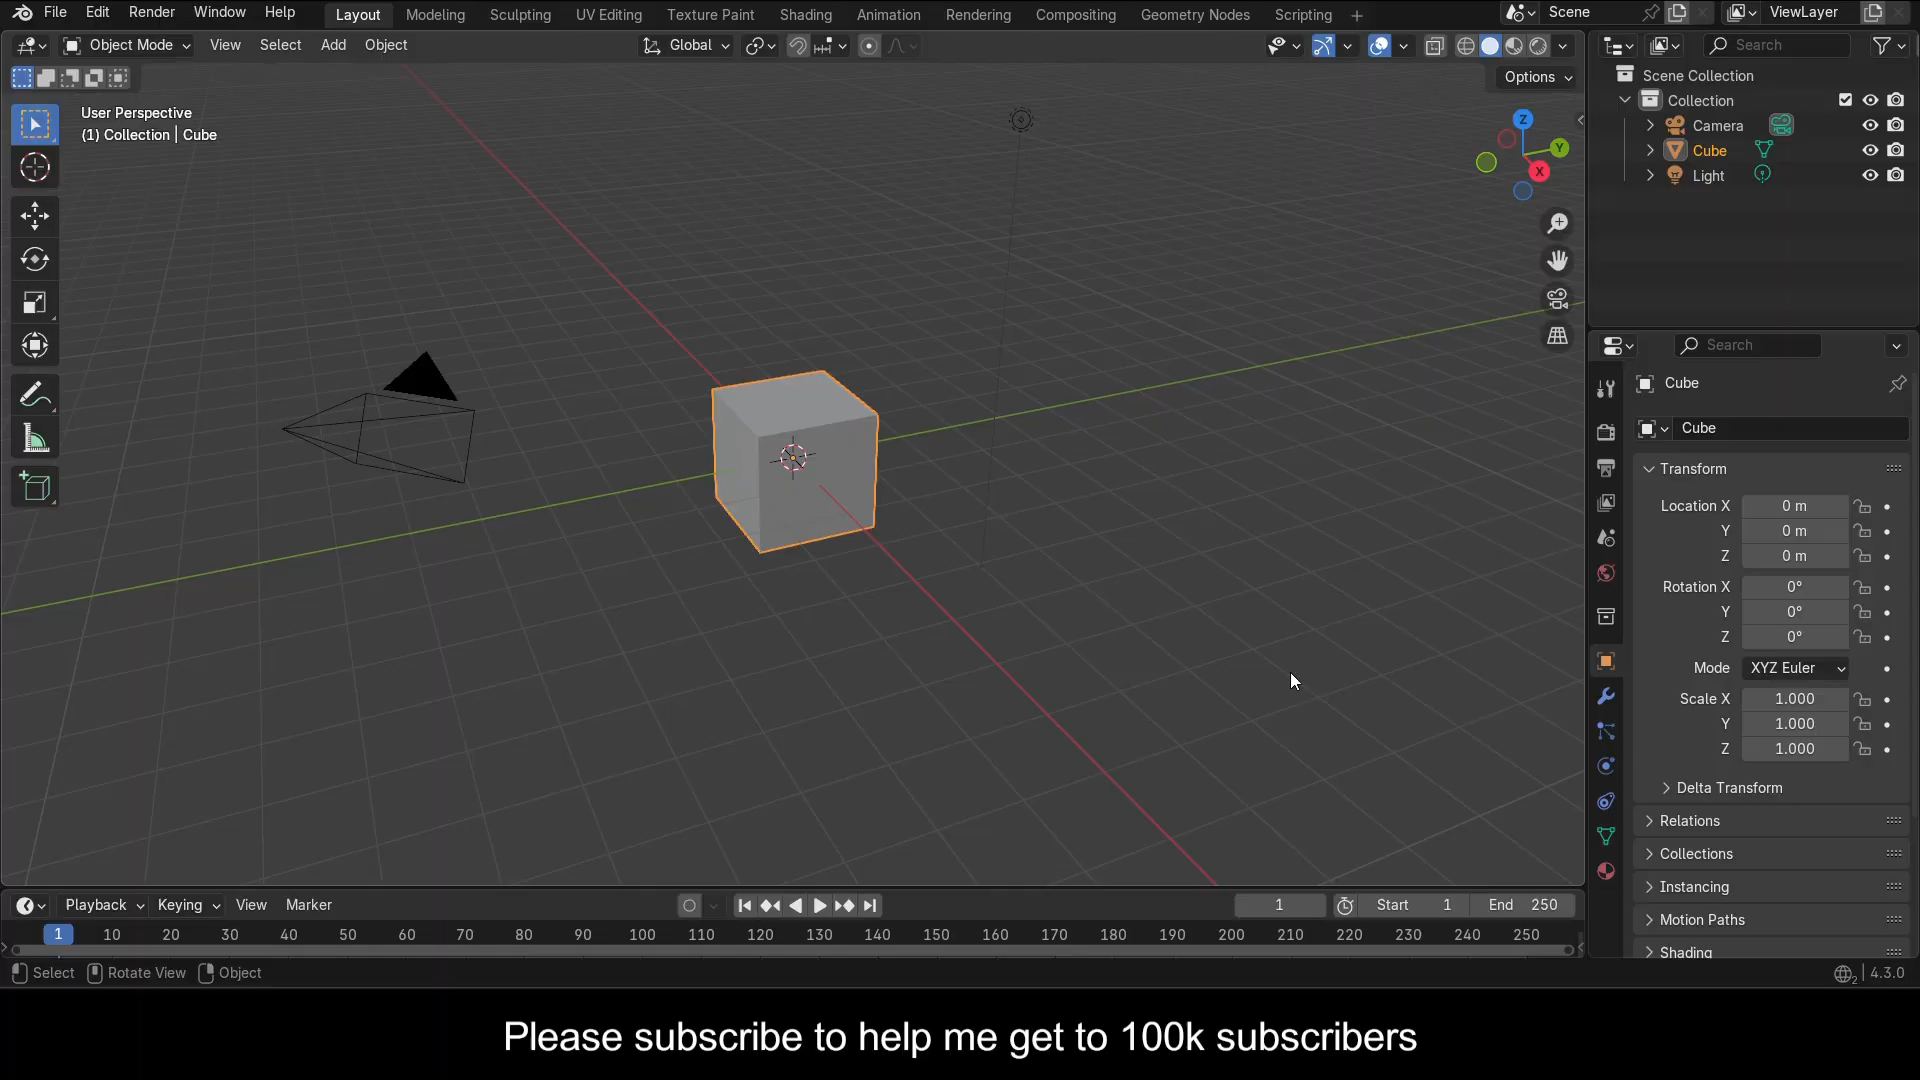 File Edit Render Window Help Layout Modeling Sculpting UV Editing Texture Paint Shading Animation Rendering Compositing Geometry Nodes Scripting + Scene ViewLayer
Object Mode View Select Add Object Global Search
Options
User Perspective
(1) Collection | Cube
Z
Y
X
Scene Collection
Collection
Camera
Cube
Light
Search
Cube
Cube
Transform
Location X 0 m
Y 0 m
Z 0 m
Rotation X 0°
Y 0°
Z 0°
Mode XYZ Euler
Scale X 1.000
Y 1.000
Z 1.000
Delta Transform
Relations
Collections
Instancing
Motion Paths
Shading
Playback Keying View Marker 1 Start 1 End 250
1 10 20 30 40 50 60 70 80 90 100 110 120 130 140 150 160 170 180 190 200 210 220 230 240 250
Select Rotate View Object 2 4.3.0
Please subscribe to help me get to 100k subscribers